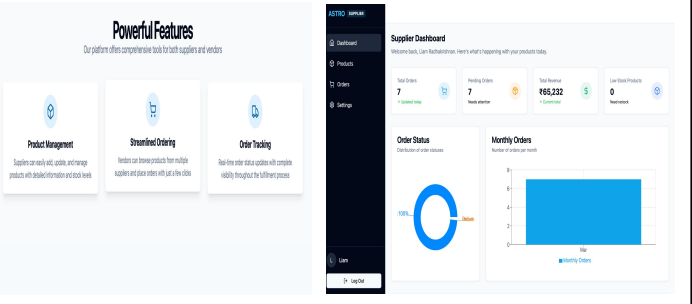 Powerful Features
Our platform offers comprehensive tools for both suppliers and vendors
Product Management
Suppliers can easily add, update, and manage
products with detailed information and stock levels
Streamlined Ordering
Vendors can browse products from multiple
suppliers and place orders with just a few clicks
Order Tracking
Real-time order status updates with complete
visibility throughout the fulfillment process
ASTRO SUPPLIER
Dashboard
Products
Orders
Settings
L Liam
Log Out
Supplier Dashboard
Welcome back, Liam Radhakrishnan. Here's what's happening with your products today.
Total Orders
7
Updated today
Pending Orders
7
Needs attention
Total Revenue
₹65,232
Current total
Low Stock Products
0
Need restock
Order Status
Distribution of order statuses
100%
Monthly Orders
Number of orders per month
8
6
4
2
0
Mar
Monthly Orders